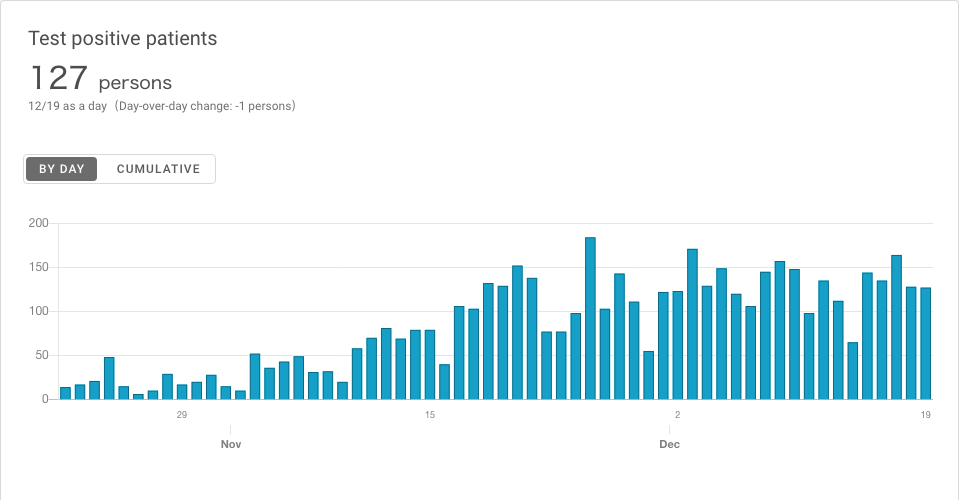 Test positive patients
127 persons
12/19 as a day（Day-over-day change: -1 persons）
BY DAY CUMULATIVE
200
150
100
50
0
29 15 2 19
Nov Dec